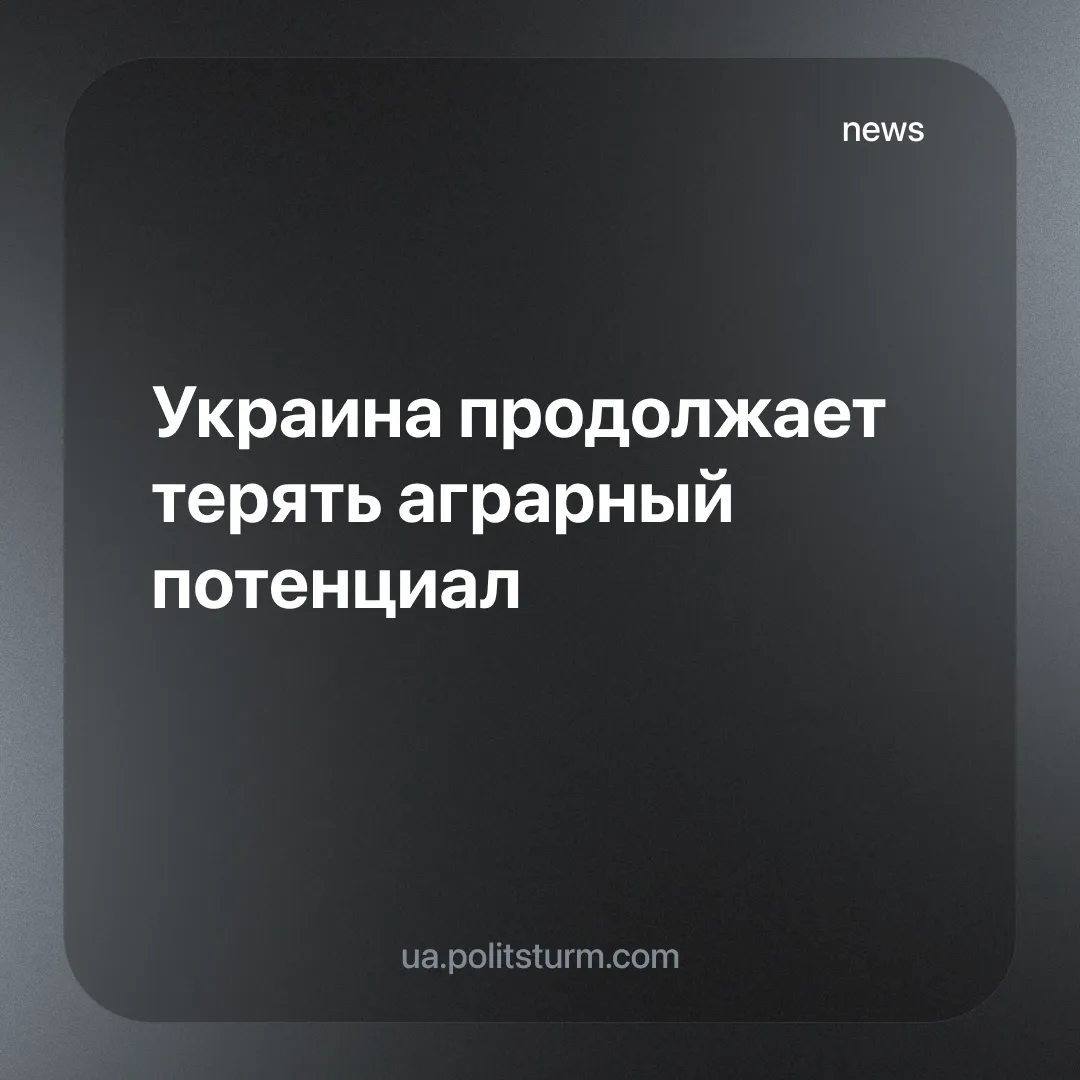 news
Украина продолжает
терять аграрный
потенциал
ua.politsturm.com